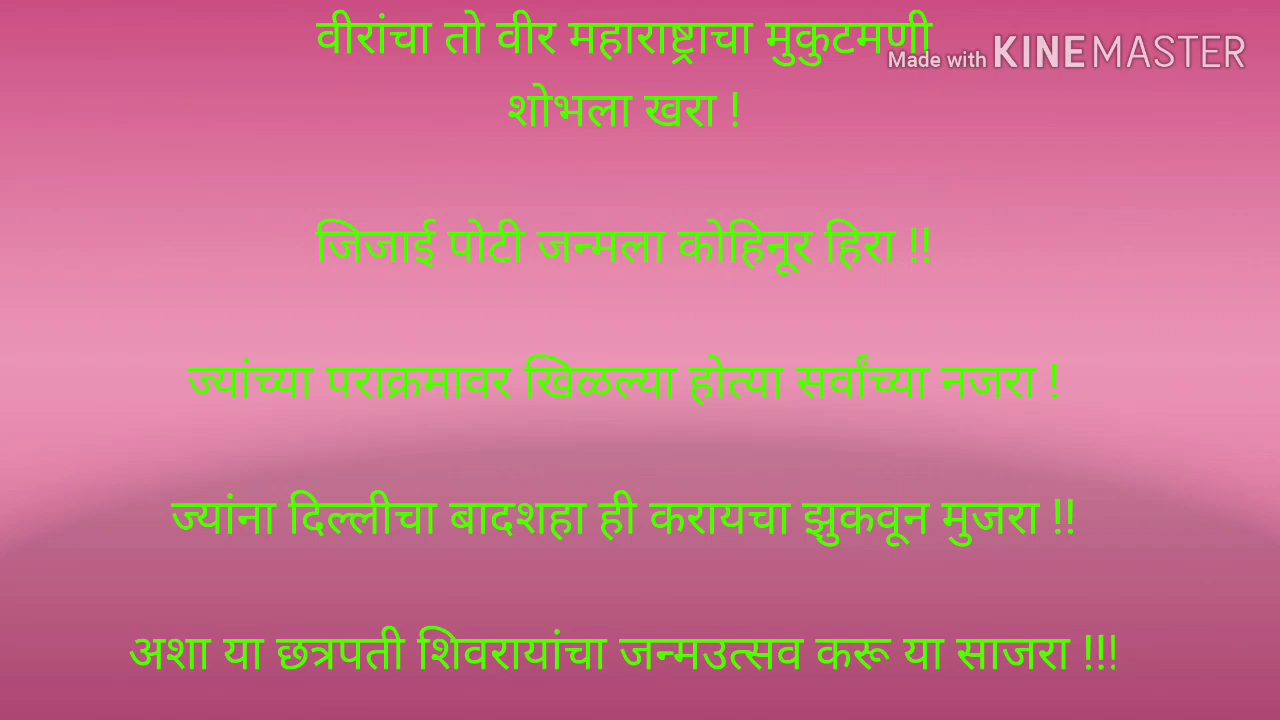 वीरांचा तो वीर महाराष्ट्राचा मुकुटमणी
Made with KINEMASTER
शोभला खरा !
जिजाई पोटी जन्मला कोहिनूर हिरा !!
ज्यांच्या पराक्रमावर खिळल्या होत्या सर्वांच्या नजरा !
ज्यांना दिल्लीचा बादशहा ही करायचा झुकवून मुजरा !!
अशा या छत्रपती शिवरायांचा जन्मउत्सव करू या साजरा !!!